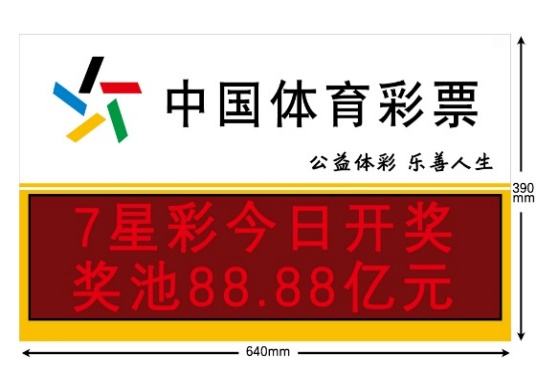 中国体育彩票
公益体彩 乐善人生
7星彩今日开奖
奖池88.88亿元
390
mm
640mm